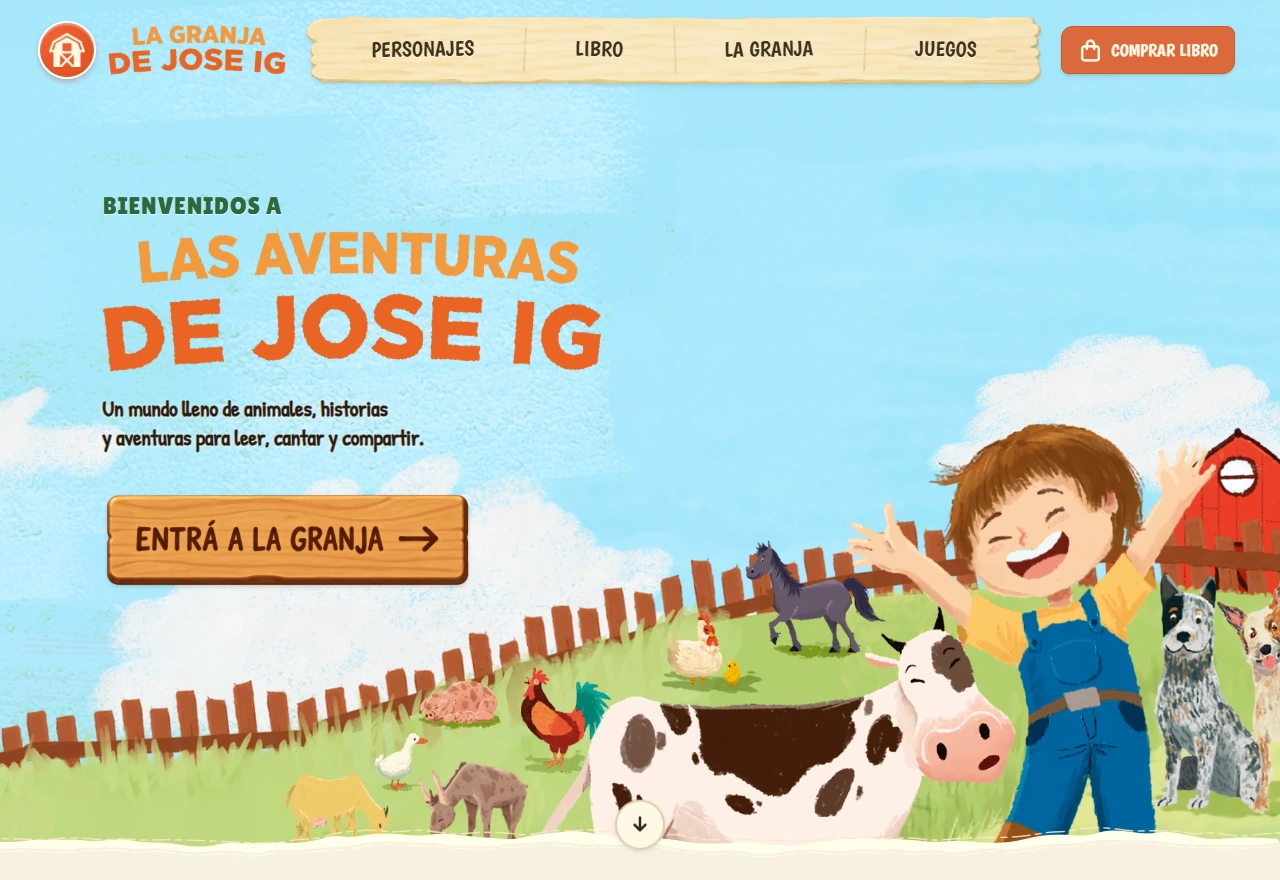 LA GRANJA
DE JOSE IG
PERSONAJES
LIBRO
LA GRANJA
JUEGOS
COMPRAR LIBRO
BIENVENIDOS A
LAS AVENTURAS
DE JOSE IG
Un mundo lleno de animales, historias
y aventuras para leer, cantar y compartir.
ENTRÁ A LA GRANJA